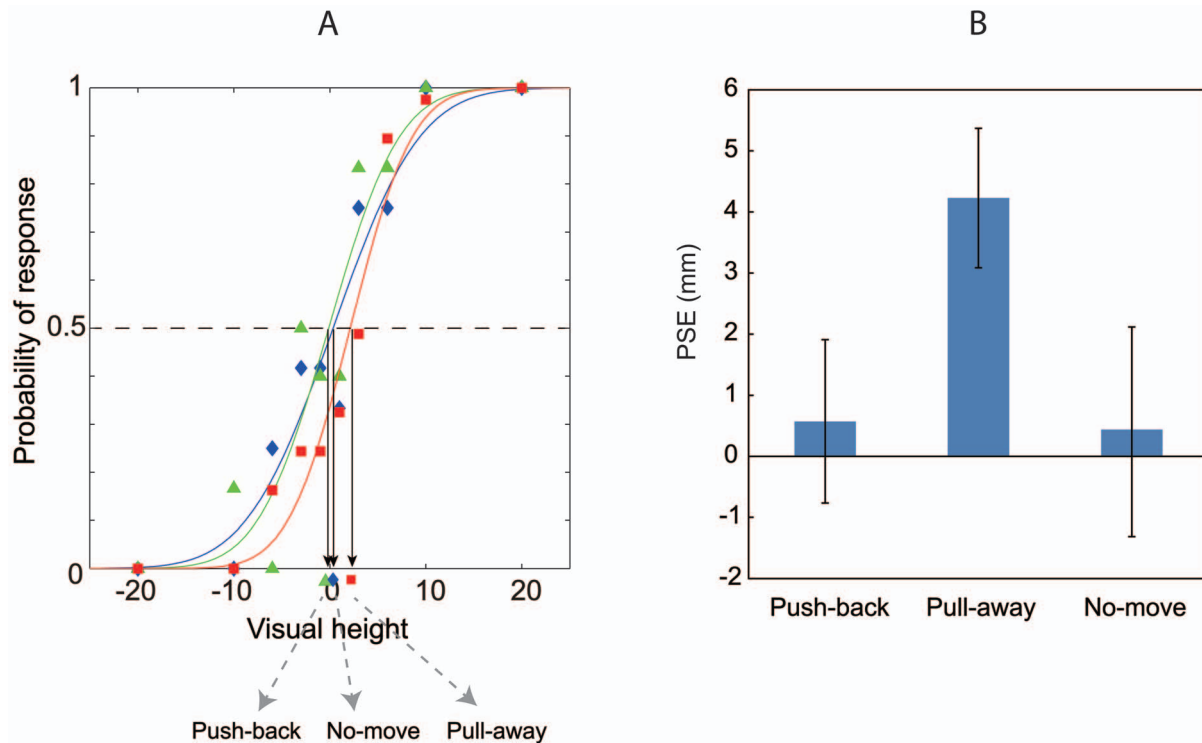 A
B
1
0.5
0
Probability of response
-20
-10
0
10
20
Visual height
Push-back No-move Pull-away
6
5
4
3
2
1
0
-1
-2
PSE (mm)
Push-back Pull-away No-move